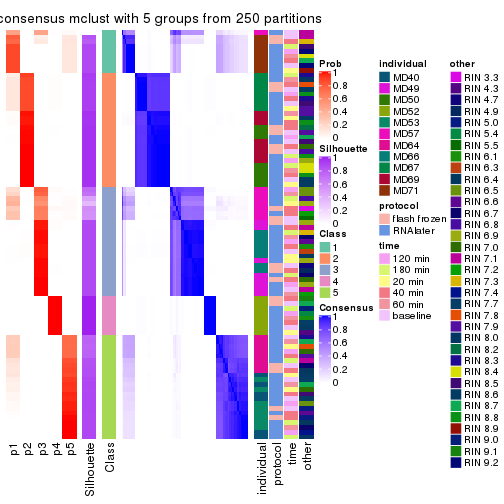 consensus mclust with 5 groups from 250 partitions
Prob
1
0.8
0.6
0.4
0.2
0
Silhouette
1
0.8
0.6
0.4
0.2
0
Class
1
2
3
4
5
Consensus
1
0.8
0.6
0.4
0.2
0
individual
MD40
MD49
MD50
MD52
MD53
MD57
MD64
MD66
MD67
MD69
MD71
protocol
flash frozen
RNAlater
time
120 min
180 min
20 min
40 min
60 min
baseline
other
RIN 3.3
RIN 4.3
RIN 4.7
RIN 4.9
RIN 5.0
RIN 5.4
RIN 5.5
RIN 6.1
RIN 6.3
RIN 6.4
RIN 6.5
RIN 6.6
RIN 6.7
RIN 6.8
RIN 6.9
RIN 7.0
RIN 7.1
RIN 7.2
RIN 7.3
RIN 7.4
RIN 7.7
RIN 7.8
RIN 7.9
RIN 8.0
RIN 8.2
RIN 8.3
RIN 8.4
RIN 8.5
RIN 8.6
RIN 8.7
RIN 8.8
RIN 8.9
RIN 9.0
RIN 9.1
RIN 9.2
p1
p2
p3
p4
p5
Silhouette
Class
individual
protocol
time
other